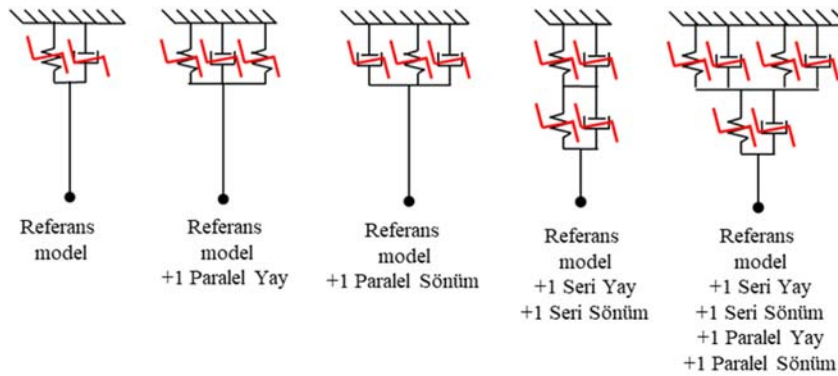 Referans
model
Referans
model
+1 Paralel Yay
Referans
model
+1 Paralel Sönüm
Referans
model
+1 Seri Yay
+1 Seri Sönüm
Referans
model
+1 Seri Yay
+1 Seri Sönüm
+1 Paralel Yay
+1 Paralel Sönüm